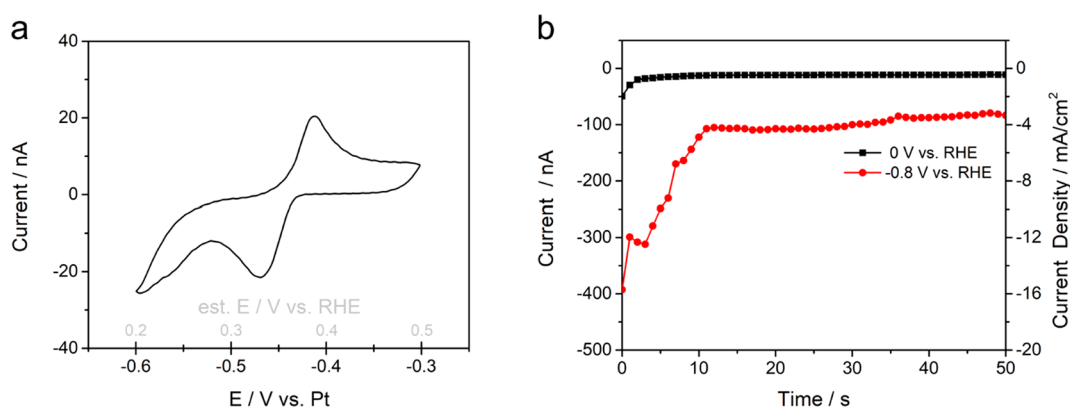 a
40
20
0
-20
-40
Current / nA
est. E / V vs. RHE
0.2 0.3 0.4 0.5
-0.6 -0.5 -0.4 -0.3
E / V vs. Pt
b
0
-100
-200
-300
-400
-500
Current / nA
0 V vs. RHE
-0.8 V vs. RHE
0
-4
-8
-12
-16
-20
Current Density / mA/cm²
0 10 20 30 40 50
Time / s